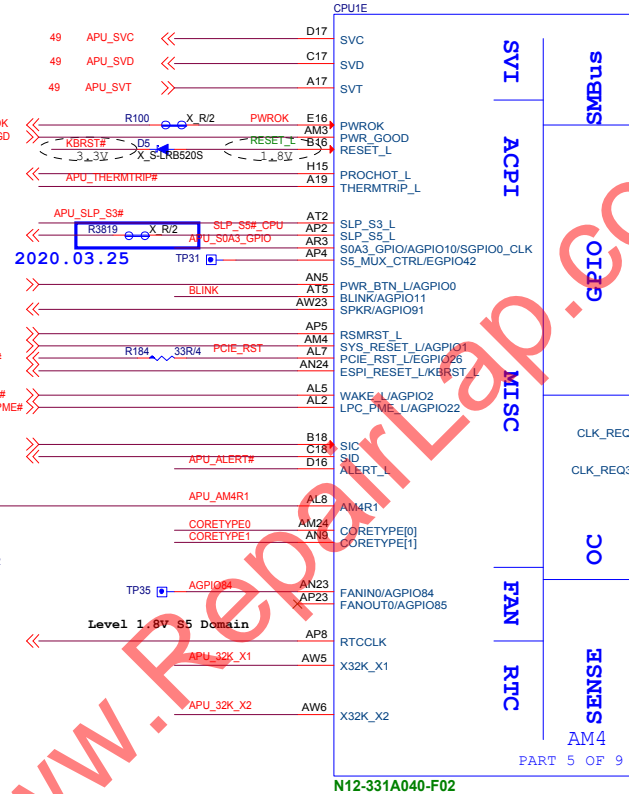 CPU1E
49 APU_SVC D17 SVC
49 APU_SVD C17 SVD
49 APU_SVT A17 SVT
SVI
SMBus
R100 X_R/2 PWROK E16 PWROK
AM3 PWR_GOOD
KBRST# D5 RESET_L B16 RESET_L
3.3V X_S-LRB520S 1.8V
ACPI
H15 PROCHOT_L
APU_THERMTRIP# A19 THERMTRIP_L
APU_SLP_S3# AT2 SLP_S3_L
R3819 X_R/2 SLP_S5#_CPU AP2 SLP_S5_L
APU_S0A3_GPIO AR3 S0A3_GPIO/AGPIO10/SGPIO0_CLK
2020.03.25 TP31 AP4 S5_MUX_CTRL/EGPIO42
GPIO
AN5 PWR_BTN_L/AGPIO0
BLINK AT5 BLINK/AGPIO11
AW23 SPKR/AGPIO91
AP5 RSMRST_L
AM4 SYS_RESET_L/AGPIO1
R184 33R/4 PCIE_RST AL7 PCIE_RST_L/EGPIO26
AN24 ESPI_RESET_L/KBRST_L
MISC
AL5 WAKE_L/AGPIO2
PME# AL2 LPC_PME_L/AGPIO22
B18 SIC
C18 SID
APU_ALERT# D16 ALERT_L
CLK_REQ
CLK_REQ3
APU_AM4R1 AL8 AM4R1
CORETYPE0 AM24 CORETYPE[0]
CORETYPE1 AN9 CORETYPE[1]
OC
TP35 AGPIO84 AN23 FANIN0/AGPIO84
AP23 FANOUT0/AGPIO85
FAN
Level 1.8V S5 Domain
AP8 RTCCLK
APU_32K_X1 AW5 X32K_X1
APU_32K_X2 AW6 X32K_X2
RTC
SENSE
AM4
PART 5 OF 9
N12-331A040-F02
www.RepairLap.co